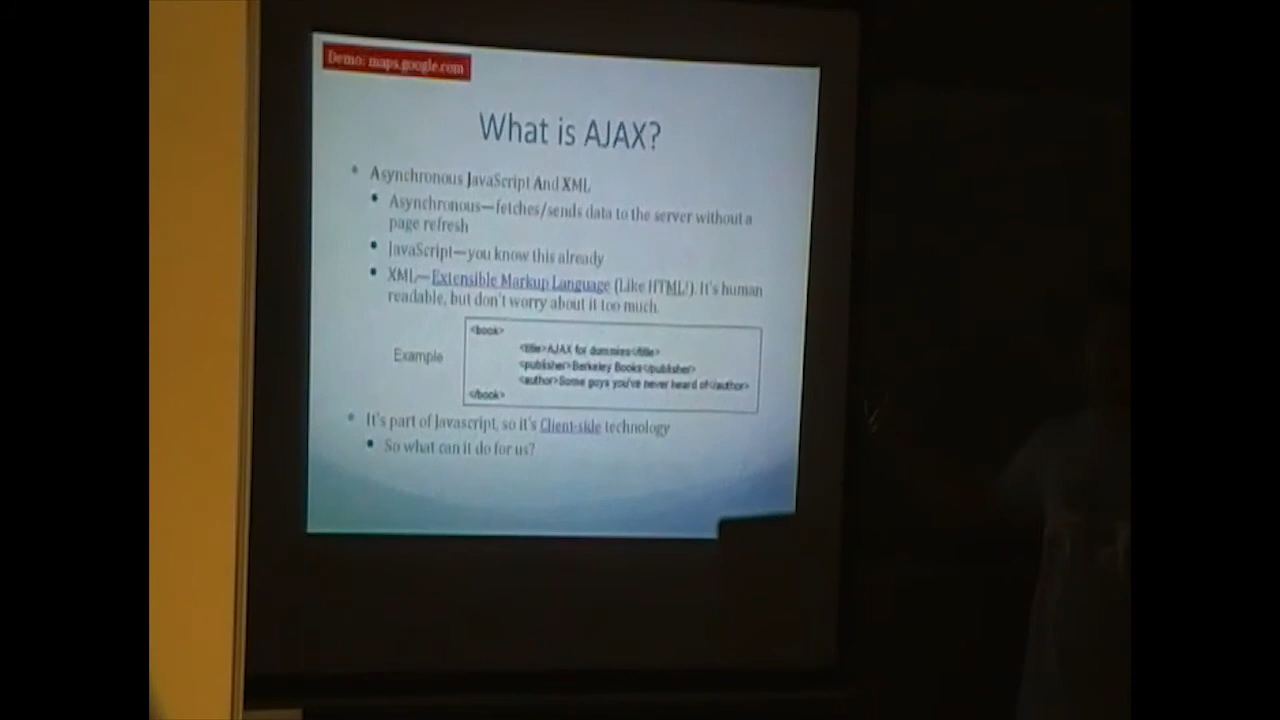 Demo: maps.google.com
What is AJAX?
• Asynchronous JavaScript And XML
• Asynchronous—fetches/sends data to the server without a
page refresh
• JavaScript—you know this already
• XML—Extensible Markup Language (Like HTML!). It's human
readable, but don't worry about it too much.
Example
<book>
<title>AJAX for dummies</title>
<publisher>Berkeley Books</publisher>
<author>Some guys you've never heard of</author>
</book>
• It's part of Javascript, so it's Client-side technology
• So what can it do for us?